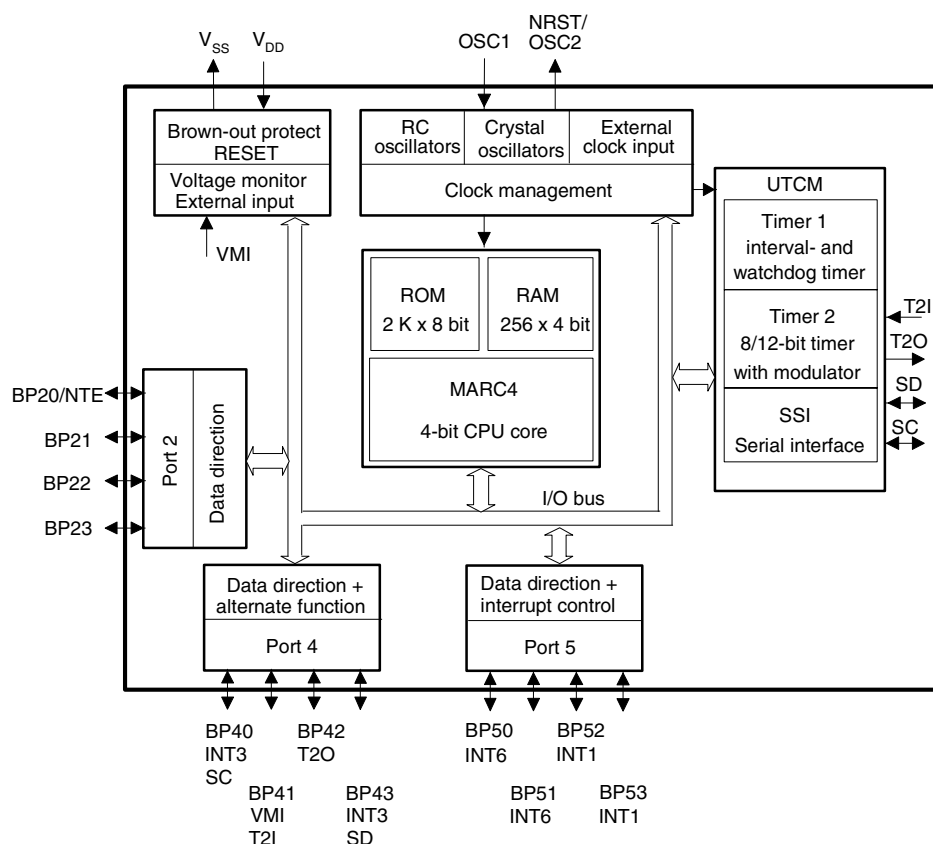 V_SS
V_DD
OSC1
NRST/
OSC2
Brown-out protect
RESET
Voltage monitor
External input
VMI
RC
oscillators
Crystal
oscillators
External
clock input
Clock management
ROM
2 K x 8 bit
RAM
256 x 4 bit
MARC4
4-bit CPU core
UTCM
Timer 1
interval- and
watchdog timer
Timer 2
8/12-bit timer
with modulator
SSI
Serial interface
T2I
T2O
SD
SC
BP20/NTE
BP21
BP22
BP23
Port 2
Data direction
I/O bus
Data direction +
alternate function
Port 4
Data direction +
interrupt control
Port 5
BP40
INT3
SC
BP41
VMI
T2I
BP42
T2O
BP43
INT3
SD
BP50
INT6
BP51
INT6
BP52
INT1
BP53
INT1